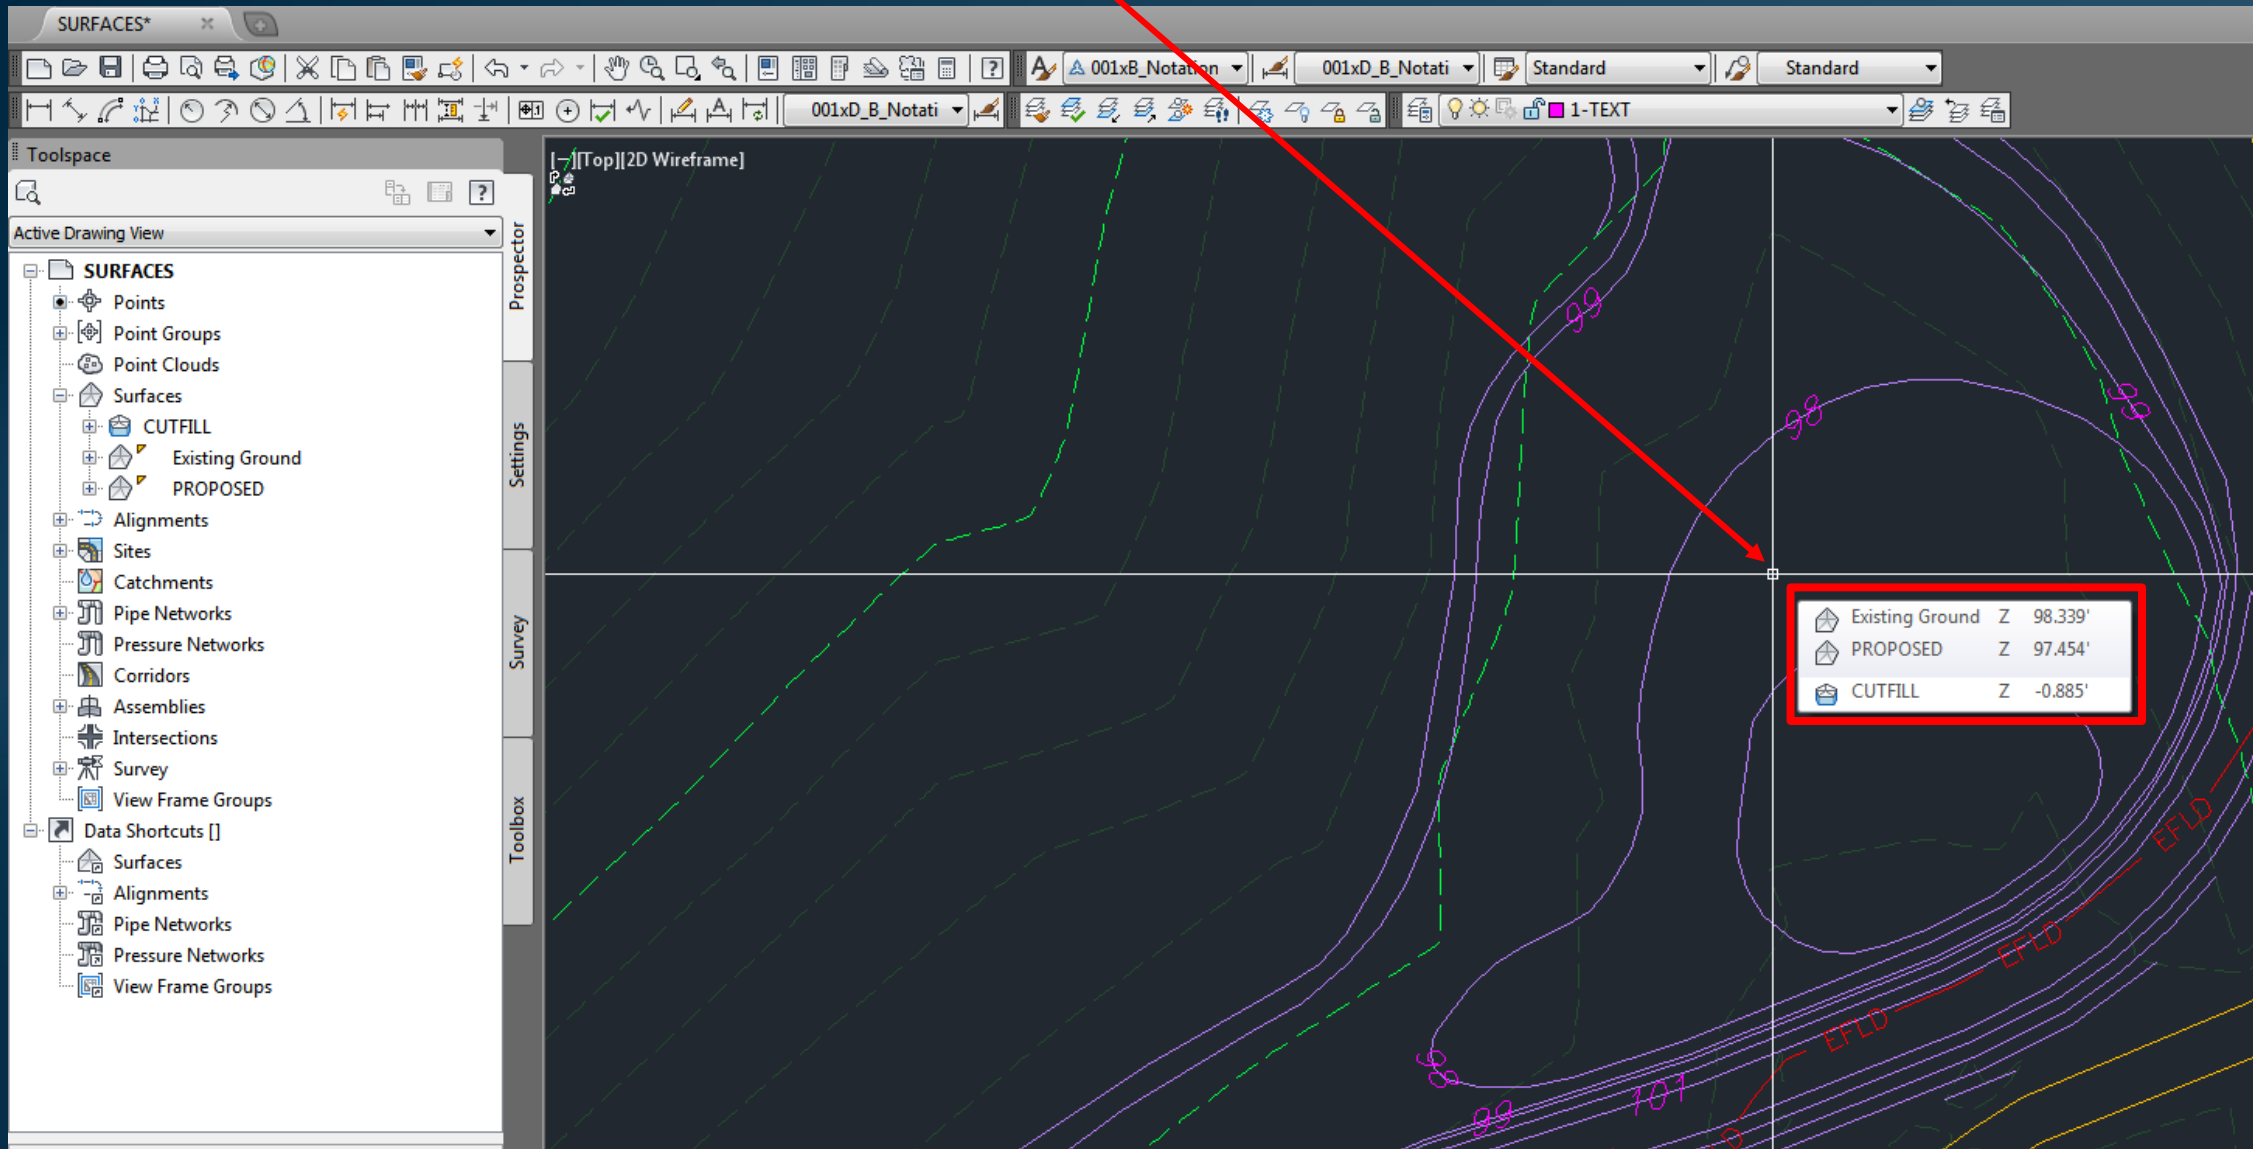 SURFACES*
001xB_Notation
001xD_B_Notati
Standard
Standard
001xD_B_Notati
1-TEXT
Toolspace
Active Drawing View
SURFACES
Points
Point Groups
Point Clouds
Surfaces
CUTFILL
Existing Ground
PROPOSED
Alignments
Sites
Catchments
Pipe Networks
Pressure Networks
Corridors
Assemblies
Intersections
Survey
View Frame Groups
Data Shortcuts []
Surfaces
Alignments
Pipe Networks
Pressure Networks
View Frame Groups
Prospector
Settings
Survey
Toolbox
[−][Top][2D Wireframe]
99
98
99
Existing Ground Z 98.339'
PROPOSED Z 97.454'
CUTFILL Z -0.885'
EFLD
EFLD
EFLD
98
99
101